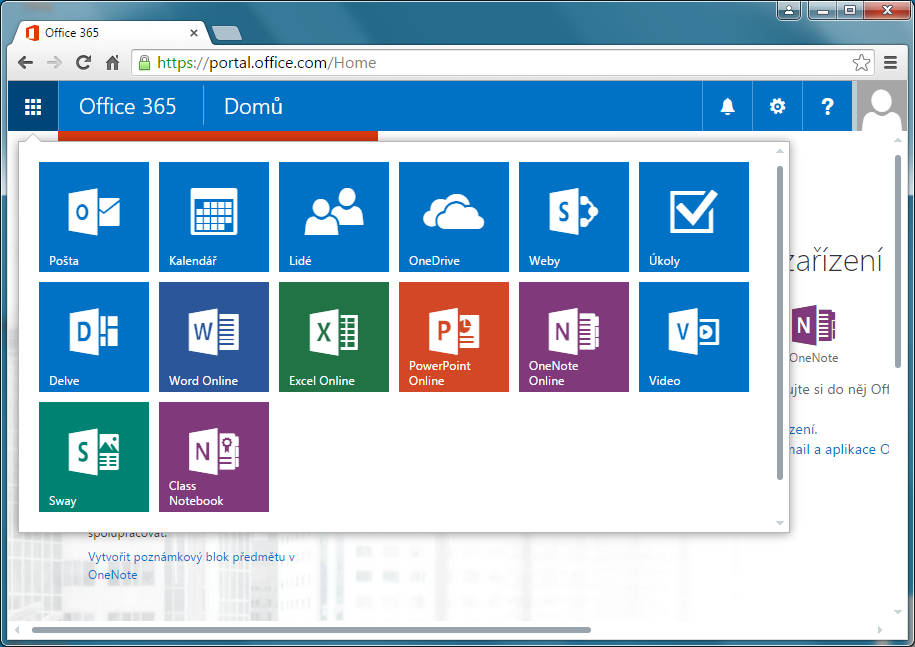 Office 365
https://portal.office.com/Home
Office 365
Domů
?
O
Pošta
Kalendář
Lidé
OneDrive
S
Weby
Úkoly
D
Delve
W
Word Online
X
Excel Online
P
PowerPoint
Online
N
OneNote
Online
V
Video
S
Sway
N
Class
Notebook
zařízení
N
OneNote
ujte si do něj Off
zení.
mail a aplikace O
spolupracovat.
Vytvořit poznámkový blok předmětu v
OneNote